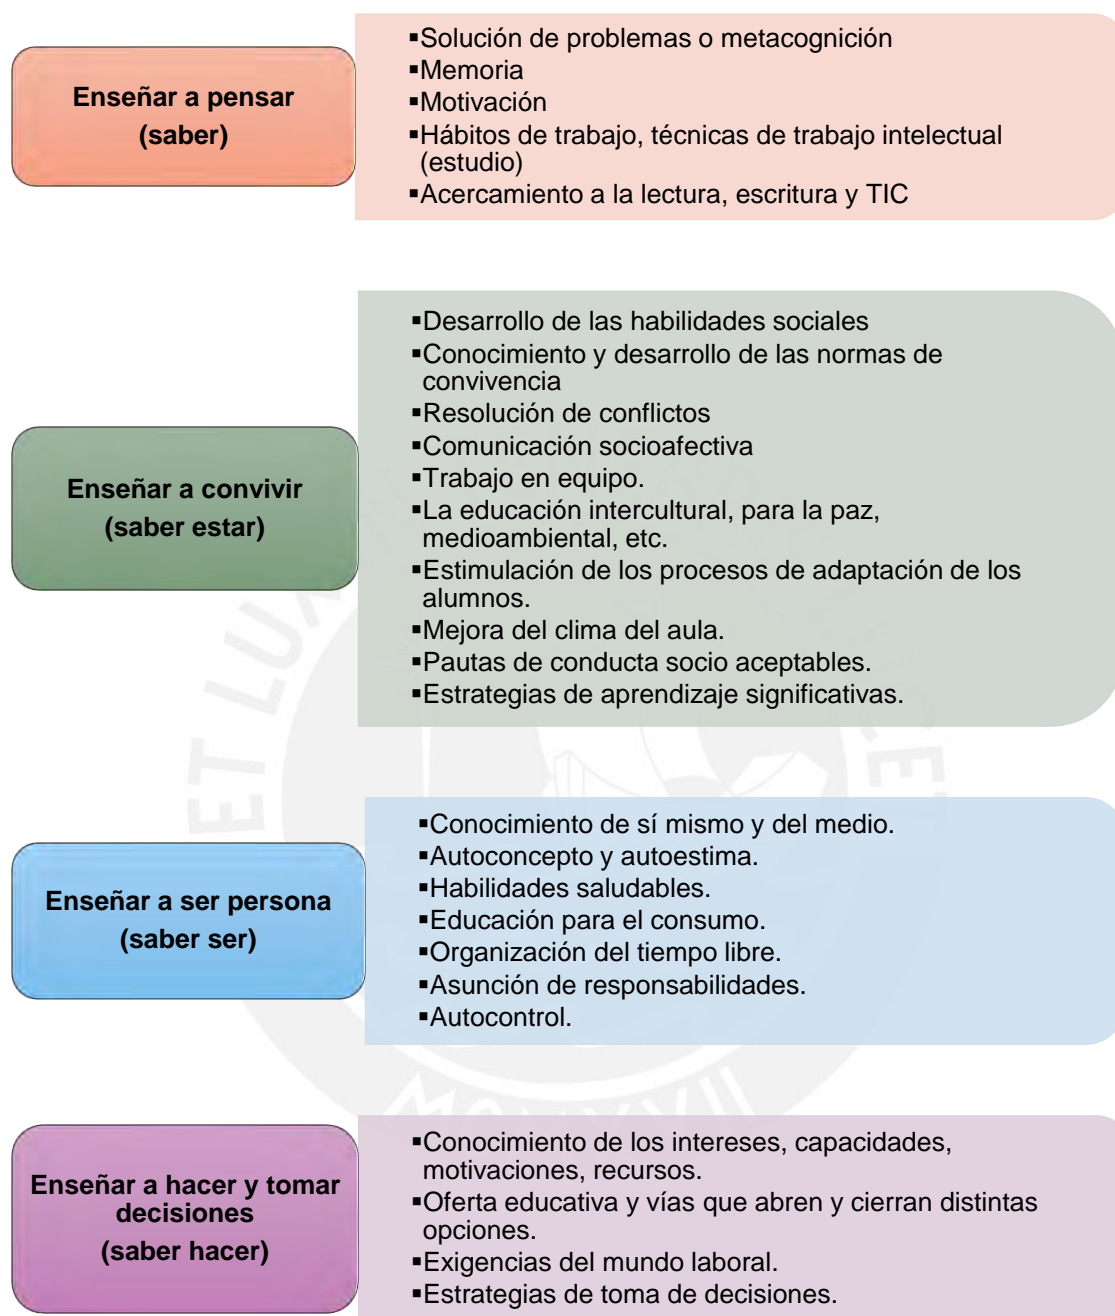 Enseñar a pensar
(saber)
▪Solución de problemas o metacognición
▪Memoria
▪Motivación
▪Hábitos de trabajo, técnicas de trabajo intelectual
(estudio)
▪Acercamiento a la lectura, escritura y TIC
Enseñar a convivir
(saber estar)
▪Desarrollo de las habilidades sociales
▪Conocimiento y desarrollo de las normas de
convivencia
▪Resolución de conflictos
▪Comunicación socioafectiva
▪Trabajo en equipo.
▪La educación intercultural, para la paz,
medioambiental, etc.
▪Estimulación de los procesos de adaptación de los
alumnos.
▪Mejora del clima del aula.
▪Pautas de conducta socio aceptables.
▪Estrategias de aprendizaje significativas.
Enseñar a ser persona
(saber ser)
▪Conocimiento de sí mismo y del medio.
▪Autoconcepto y autoestima.
▪Habilidades saludables.
▪Educación para el consumo.
▪Organización del tiempo libre.
▪Asunción de responsabilidades.
▪Autocontrol.
Enseñar a hacer y tomar
decisiones
(saber hacer)
▪Conocimiento de los intereses, capacidades,
motivaciones, recursos.
▪Oferta educativa y vías que abren y cierran distintas
opciones.
▪Exigencias del mundo laboral.
▪Estrategias de toma de decisiones.
ET
MCMXVII